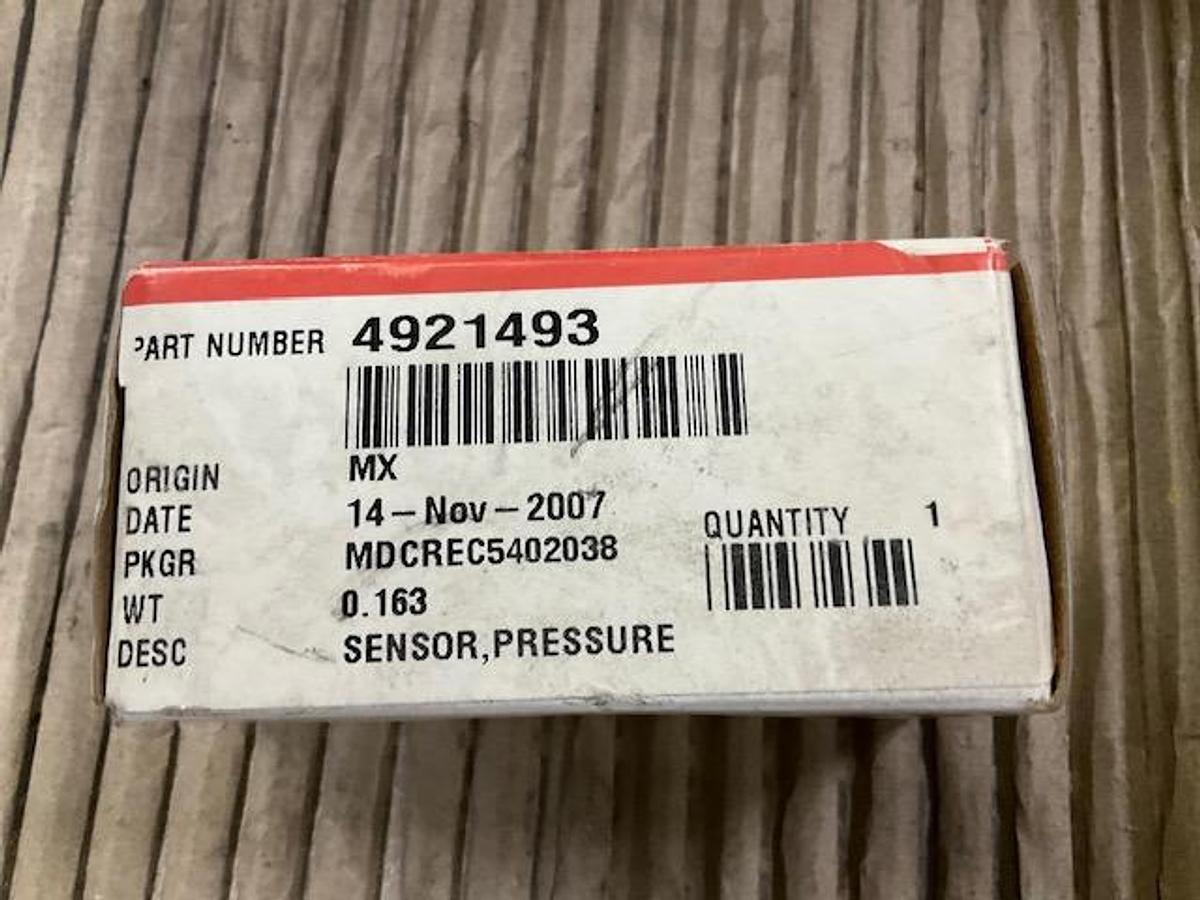 PART NUMBER 4921493
ORIGIN MX
DATE 14-Nov-2007
PKGR MDCREC5402038
QUANTITY 1
WT 0.163
DESC SENSOR,PRESSURE